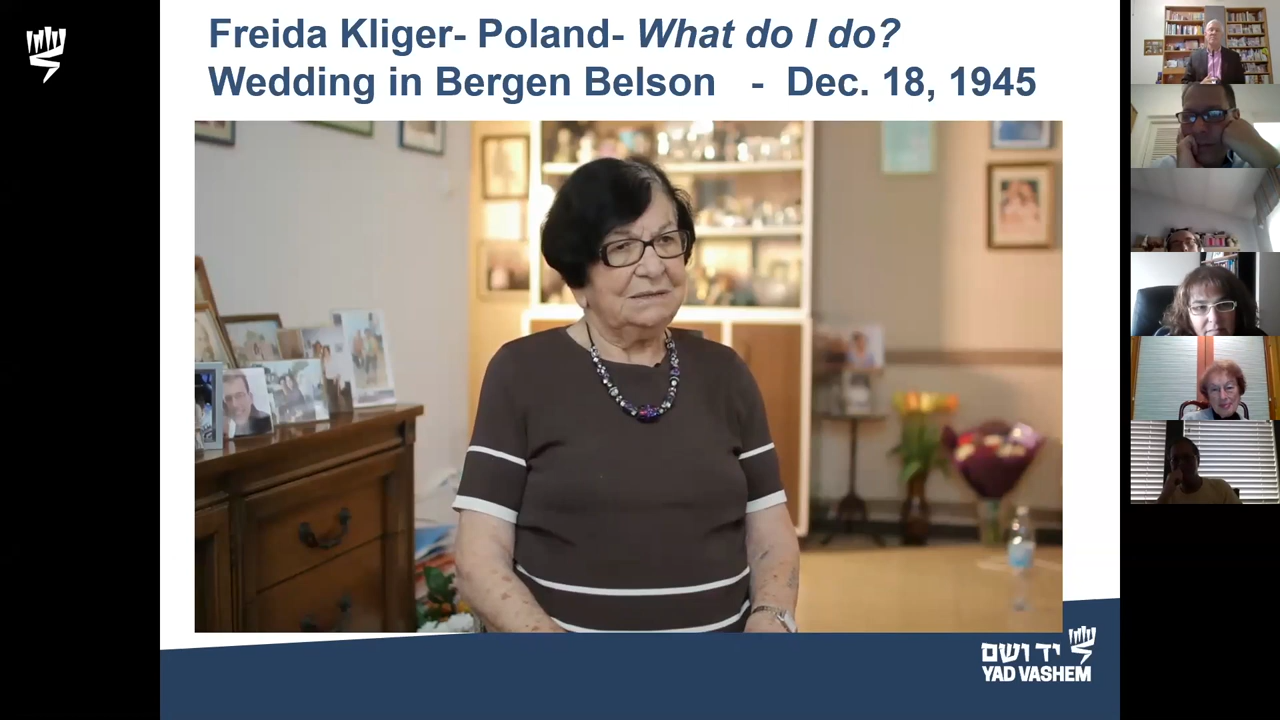 Freida Kliger- Poland- What do I do?
Wedding in Bergen Belson - Dec. 18, 1945
יד ושם
YAD VASHEM